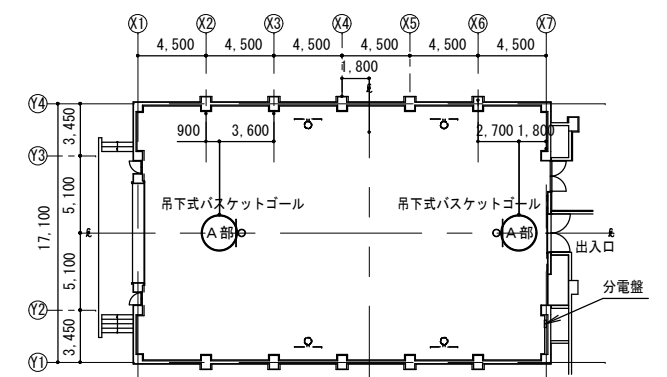 X1 X2 X3 X4 X5 X6 X7
4,500 4,500 4,500 4,500 4,500 4,500
1,800
℄
Y4
3,450
900 3,600 2,700 1,800
Y3
5,100
吊下式バスケットゴール 吊下式バスケットゴール
17,100
℄ A部 A部 ℄
出入口
5,100
分電盤
Y2
3,450
Y1